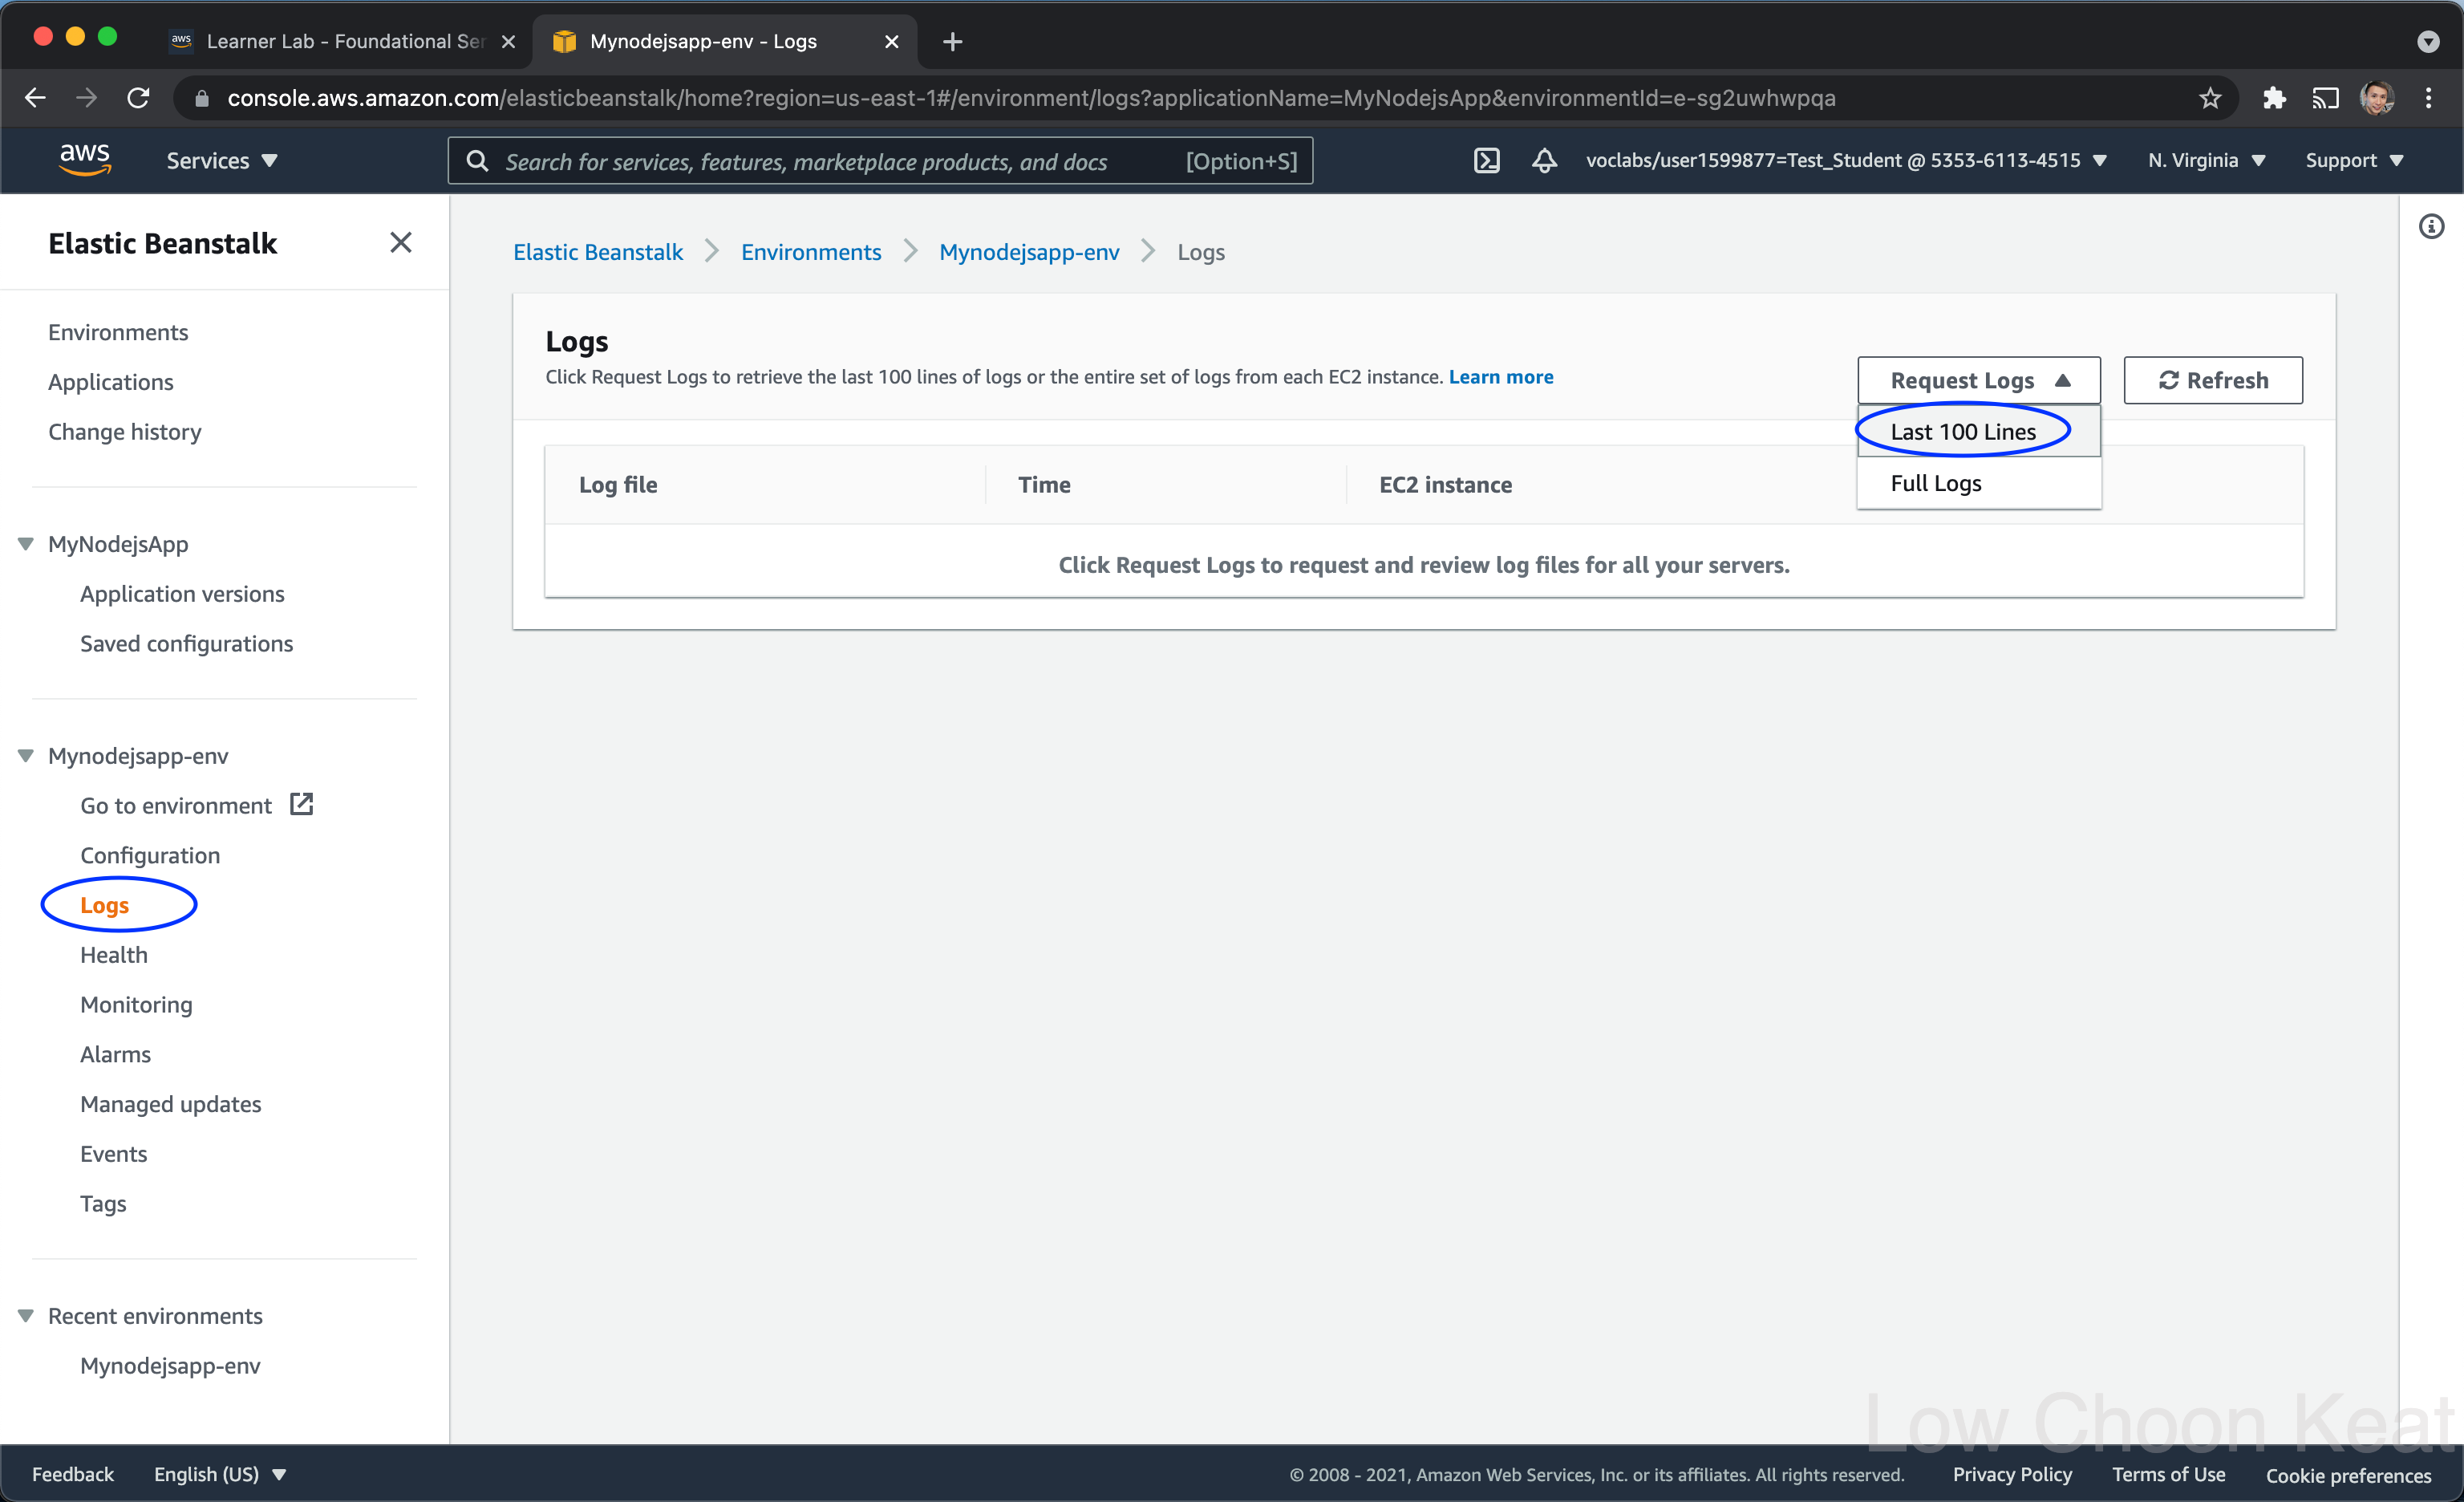 aws Learner Lab - Foundational Ser
Mynodejsapp-env - Logs
console.aws.amazon.com/elasticbeanstalk/home?region=us-east-1#/environment/logs?applicationName=MyNodejsApp&environmentId=e-sg2uwhwpqa
aws
Services
Search for services, features, marketplace products, and docs [Option+S]
voclabs/user1599877=Test_Student @ 5353-6113-4515
N. Virginia
Support
Elastic Beanstalk
Environments
Applications
Change history
MyNodejsApp
Application versions
Saved configurations
Mynodejsapp-env
Go to environment
Configuration
Logs
Health
Monitoring
Alarms
Managed updates
Events
Tags
Recent environments
Mynodejsapp-env
Elastic Beanstalk > Environments > Mynodejsapp-env > Logs
Logs
Click Request Logs to retrieve the last 100 lines of logs or the entire set of logs from each EC2 instance. Learn more
Request Logs
Refresh
Last 100 Lines
Full Logs
Log file Time EC2 instance
Click Request Logs to request and review log files for all your servers.
Low Choon Keat
Feedback English (US)
© 2008 - 2021, Amazon Web Services, Inc. or its affiliates. All rights reserved. Privacy Policy Terms of Use Cookie preferences